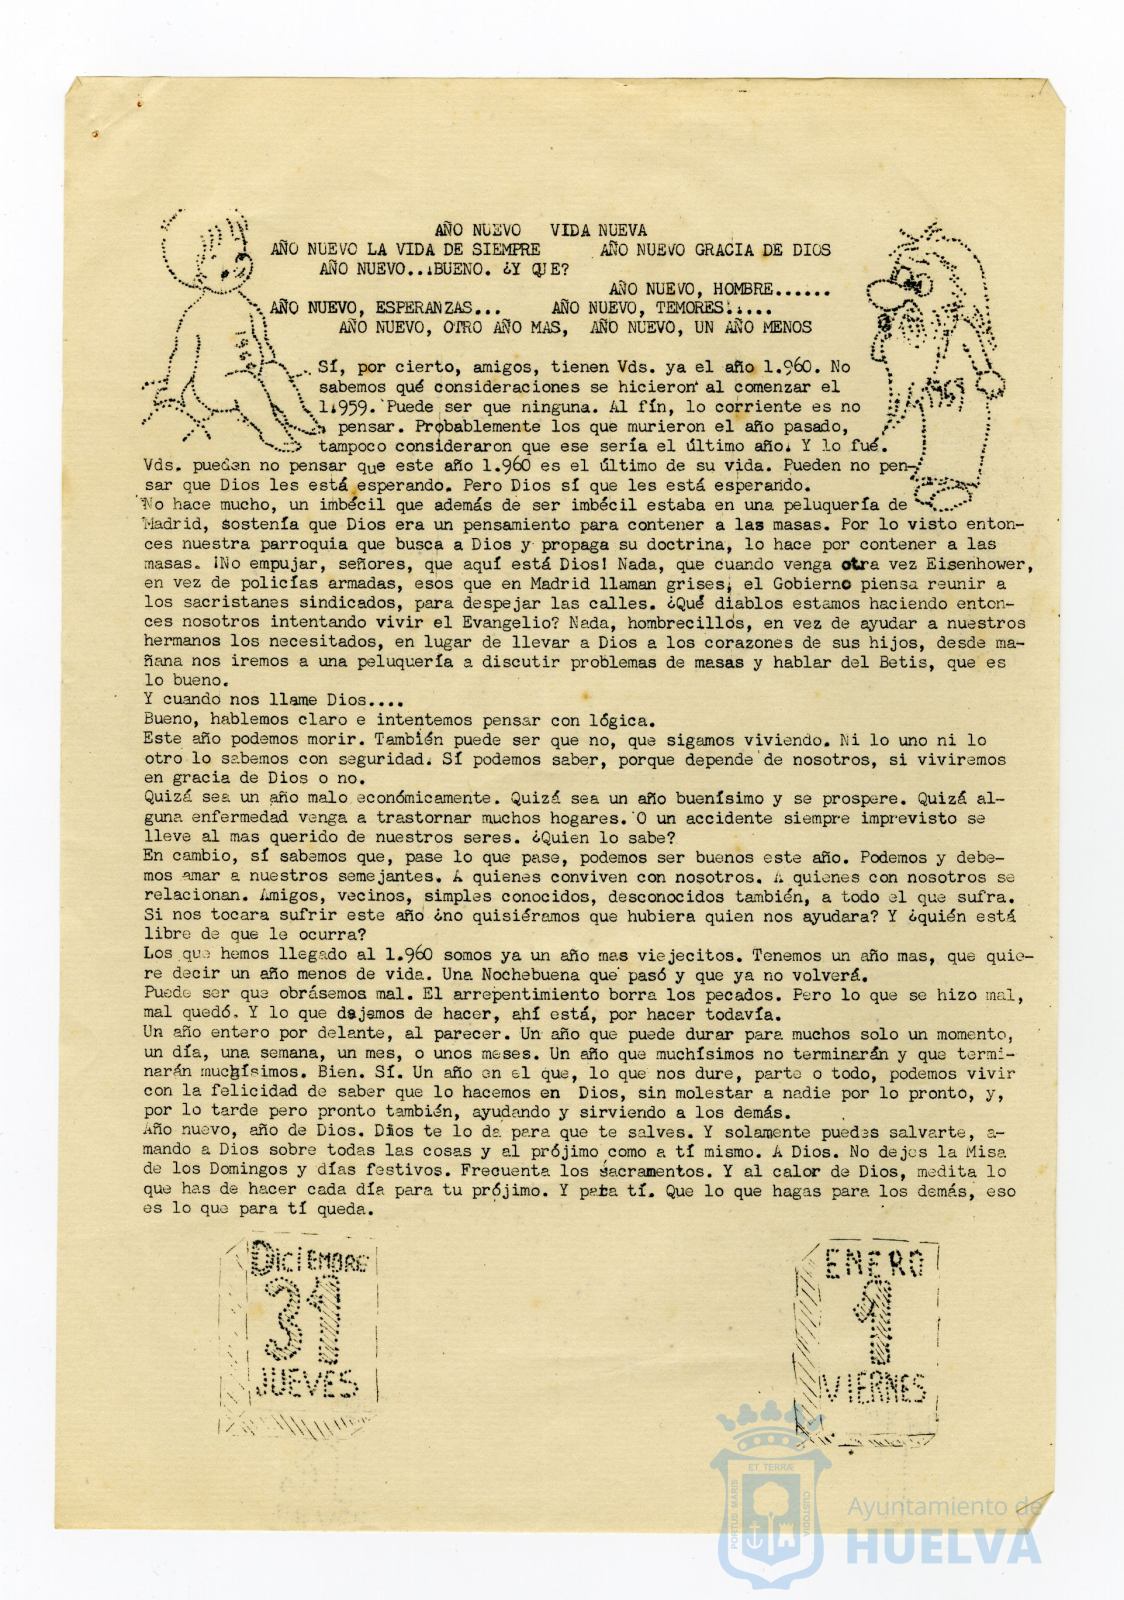 AÑO NUEVO   VIDA NUEVA
AÑO NUEVO LA VIDA DE SIEMPRE   AÑO NUEVO GRACIA DE DIOS
AÑO NUEVO...¡BUENO. ¿Y QUE?
AÑO NUEVO, HOMBRE......
AÑO NUEVO, ESPERANZAS...   AÑO NUEVO, TEMORES.....
AÑO NUEVO, OTRO AÑO MAS,  AÑO NUEVO, UN AÑO MENOS
Sí, por cierto, amigos, tienen Vds. ya el año 1.960. No
sabemos qué consideraciones se hicieron al comenzar el
1.959. Puede ser que ninguna. Al fín, lo corriente es no
pensar. Probablemente los que murieron el año pasado,
tampoco consideraron que ese sería el último año. Y lo fué.
Vds. pueden no pensar que este año 1.960 es el último de su vida. Pueden no pen-
sar que Dios les está esperando. Pero Dios sí que les está esperando.
No hace mucho, un imbécil que además de ser imbécil estaba en una peluquería de
Madrid, sostenía que Dios era un pensamiento para contener a las masas. Por lo visto enton-
ces nuestra parroquia que busca a Dios y propaga su doctrina, lo hace por contener a las
masas. ¡No empujar, señores, que aquí está Dios! Nada, que cuando venga otra vez Eisenhower,
en vez de policías armadas, esos que en Madrid llaman grises, el Gobierno piensa reunir a
los sacristanes sindicados, para despejar las calles. ¿Qué diablos estamos haciendo enton-
ces nosotros intentando vivir el Evangelio? Nada, hombrecillos, en vez de ayudar a nuestros
hermanos los necesitados, en lugar de llevar a Dios a los corazones de sus hijos, desde ma-
ñana nos iremos a una peluquería a discutir problemas de masas y hablar del Betis, que es
lo bueno.
Y cuando nos llame Dios....
Bueno, hablemos claro e intentemos pensar con lógica.
Este año podemos morir. También puede ser que no, que sigamos viviendo. Ni lo uno ni lo
otro lo sabemos con seguridad. Sí podemos saber, porque depende de nosotros, si viviremos
en gracia de Dios o no.
Quizá sea un año malo económicamente. Quizá sea un año buenísimo y se prospere. Quizá al-
guna enfermedad venga a trastornar muchos hogares. O un accidente siempre imprevisto se
lleve al mas querido de nuestros seres. ¿Quien lo sabe?
En cambio, sí sabemos que, pase lo que pase, podemos ser buenos este año. Podemos y debe-
mos amar a nuestros semejantes. A quienes conviven con nosotros. A quienes con nosotros se
relacionan. Amigos, vecinos, simples conocidos, desconocidos también, a todo el que sufra.
Si nos tocara sufrir este año ¿no quisiéramos que hubiera quien nos ayudara? Y ¿quién está
libre de que le ocurra?
Los que hemos llegado al 1.960 somos ya un año mas viejecitos. Tenemos un año mas, que quie-
re decir un año menos de vida. Una Nochebuena que pasó y que ya no volverá.
Puede ser que obrásemos mal. El arrepentimiento borra los pecados. Pero lo que se hizo mal,
mal quedó. Y lo que dejamos de hacer, ahí está, por hacer todavía.
Un año entero por delante, al parecer. Un año que puede durar para muchos solo un momento,
un día, una semana, un mes, o unos meses. Un año que muchísimos no terminarán y que termi-
narán muchísimos. Bien. Sí. Un año en el que, lo que nos dure, parte o todo, podemos vivir
con la felicidad de saber que lo hacemos en  Dios, sin molestar a nadie por lo pronto, y,
por lo tarde pero pronto también, ayudando y sirviendo a los demás.
Año nuevo, año de Dios. Dios te lo da para que te salves. Y solamente puedes salvarte, a-
mando a Dios sobre todas las cosas y al prójimo como a tí mismo. A Dios. No dejes la Misa
de los Domingos y días festivos. Frecuenta los sacramentos. Y al calor de Dios, medita lo
que has de hacer cada día para tu prójimo. Y para tí. Que lo que hagas para los demás, eso
es lo que para tí queda.
DICIEMBRE
31
JUEVES
ENERO
1
VIERNES
PORTUS MARIS ET TERRÆ CUSTODIA
Ayuntamiento de
HUELVA